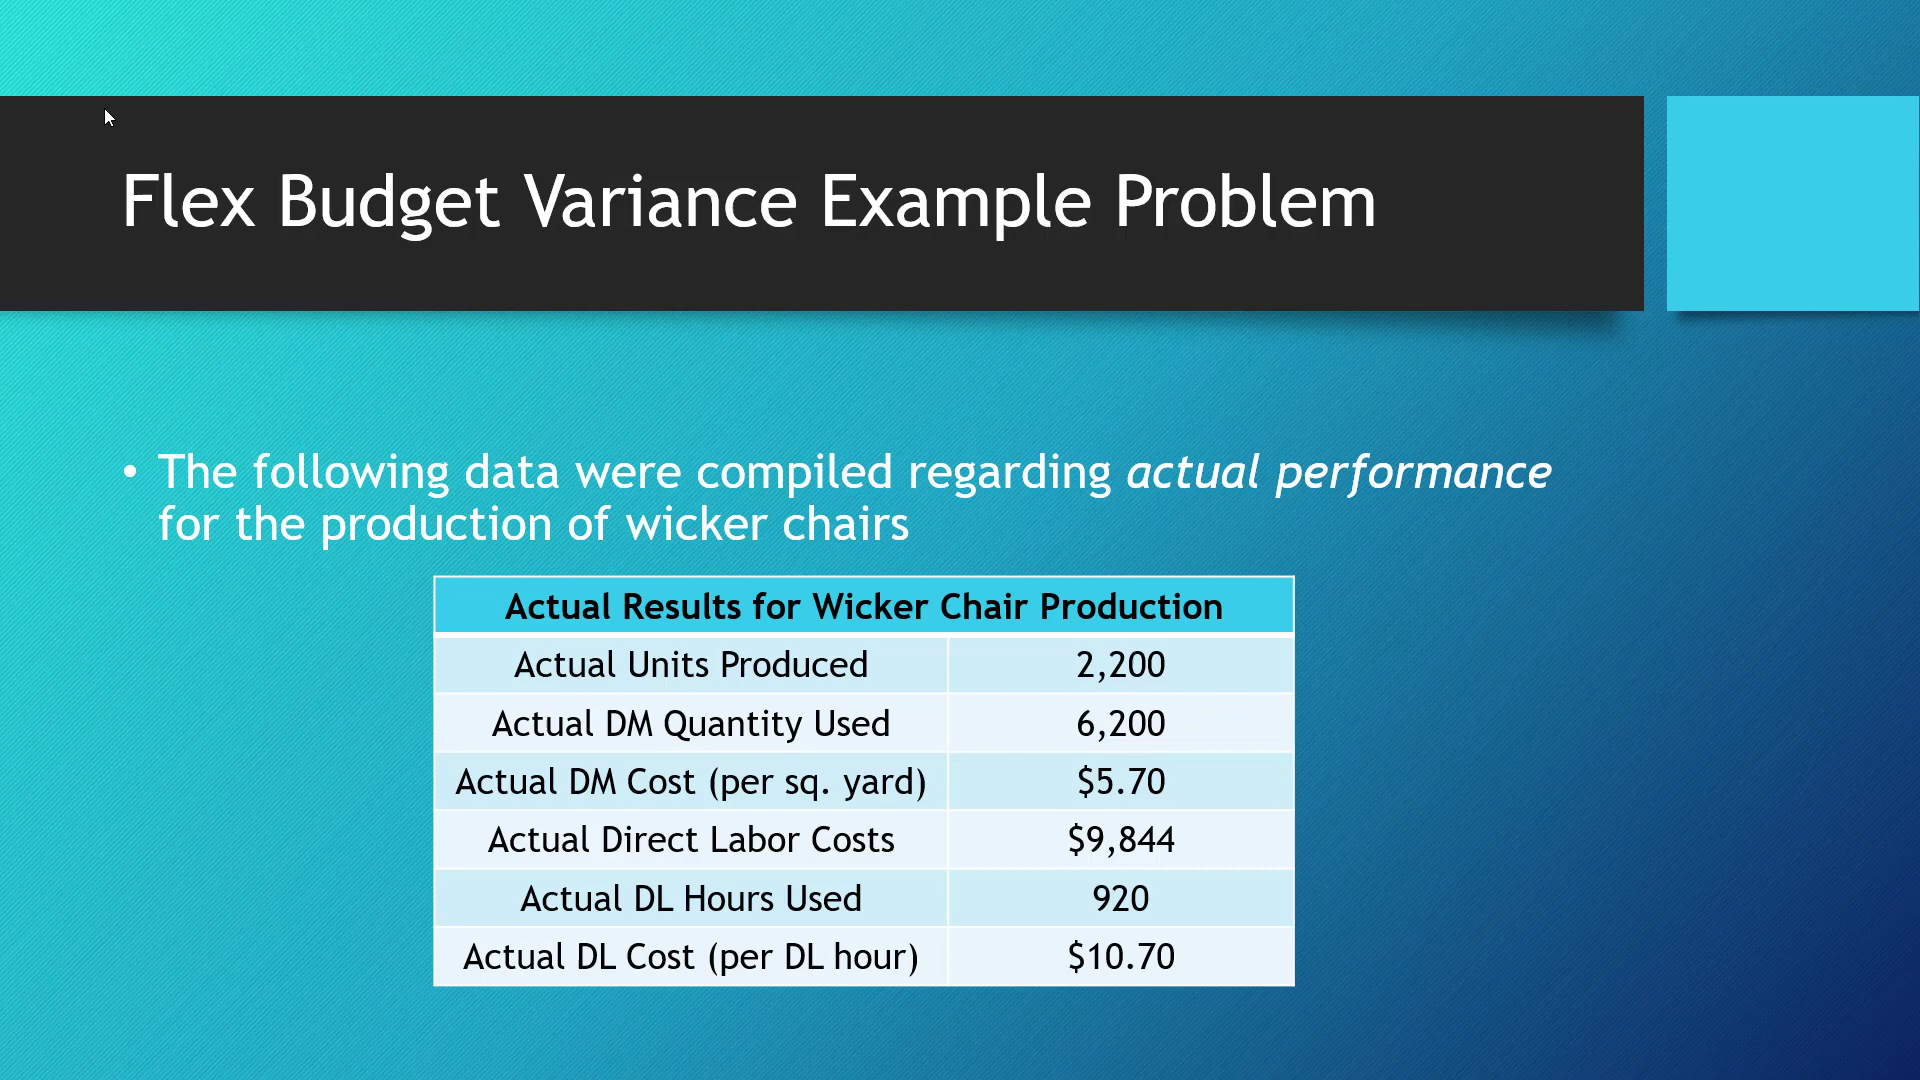 Flex Budget Variance Example Problem
• The following data were compiled regarding actual performance
for the production of wicker chairs
Actual Results for Wicker Chair Production
Actual Units Produced 2,200
Actual DM Quantity Used 6,200
Actual DM Cost (per sq. yard) $5.70
Actual Direct Labor Costs $9,844
Actual DL Hours Used 920
Actual DL Cost (per DL hour) $10.70